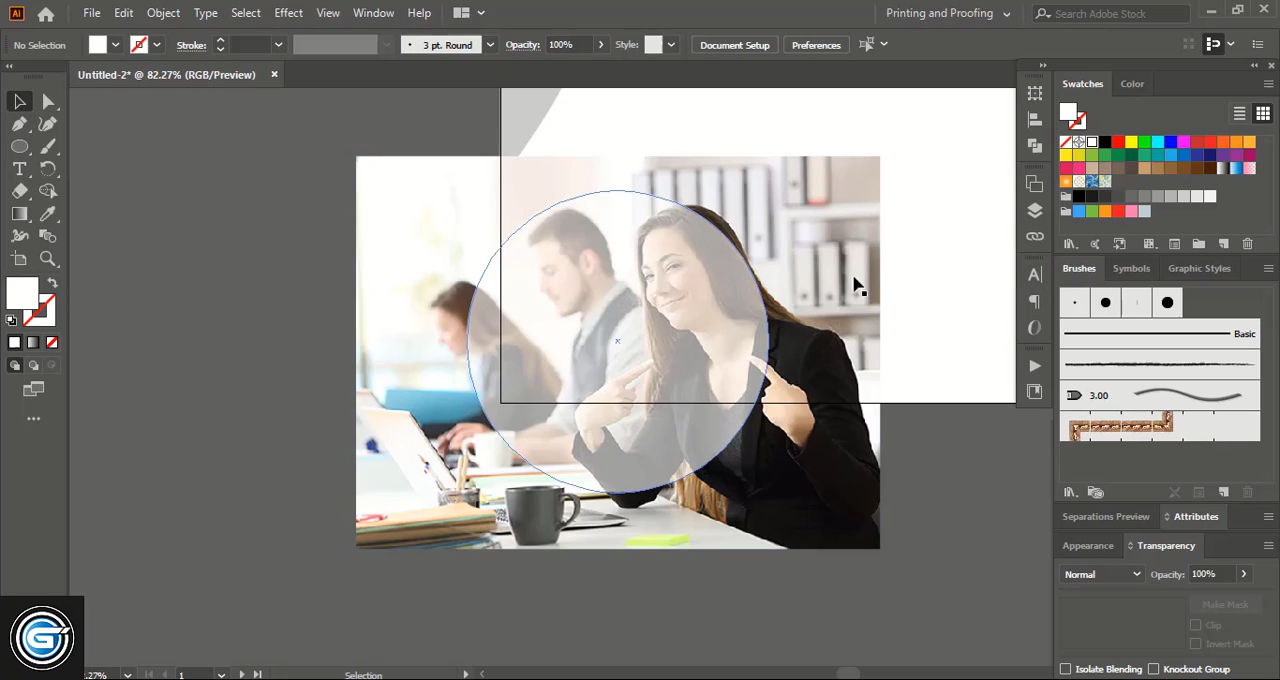 Ai File Edit Object Type Select Effect View Window Help Printing and Proofing Search Adobe Stock
No Selection Stroke: 3 pt. Round Opacity: 100% Style: Document Setup Preferences
Untitled-2* @ 82.27% (RGB/Preview)
Swatches Color
Brushes Symbols Graphic Styles
Basic
3.00
Separations Preview Attributes
Appearance Transparency
Normal Opacity: 100%
Make Mask
Clip
Invert Mask
Isolate Blending Knockout Group
.27% 1 Selection